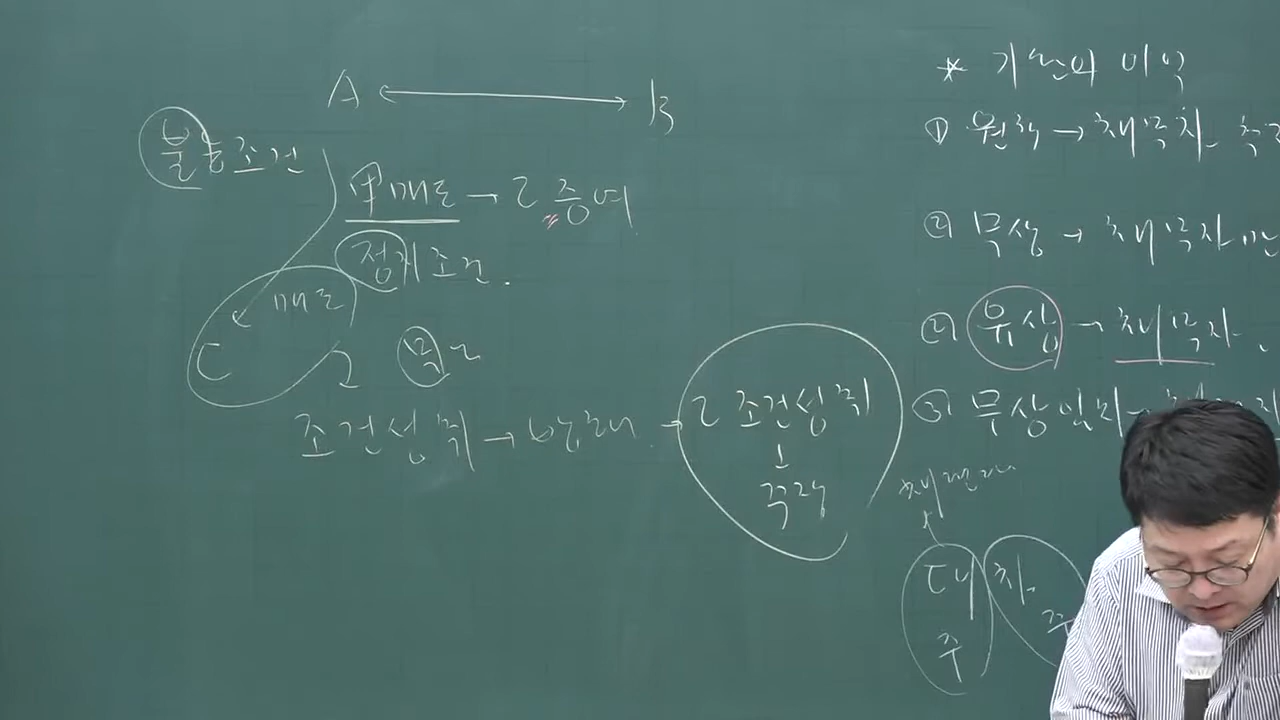 A ↔ B
불능조건
甲매도 → 乙 증여
정지조건.
매도
C 乙
조건성취 → 방해 → 乙 조건성취
↓
주장
* 기한의 이익
① 원칙 → 채무자
② 무상 → 채무자만
② 유상 → 채무자
③ 무상임치
채권자
대 차
주 주